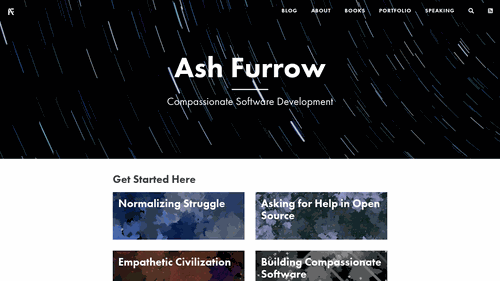 BLOG ABOUT BOOKS PORTFOLIO SPEAKING
Ash Furrow
Compassionate Software Development
Get Started Here
Normalizing Struggle
Asking for Help in Open
Source
Empathetic Civilization
Building Compassionate
Software